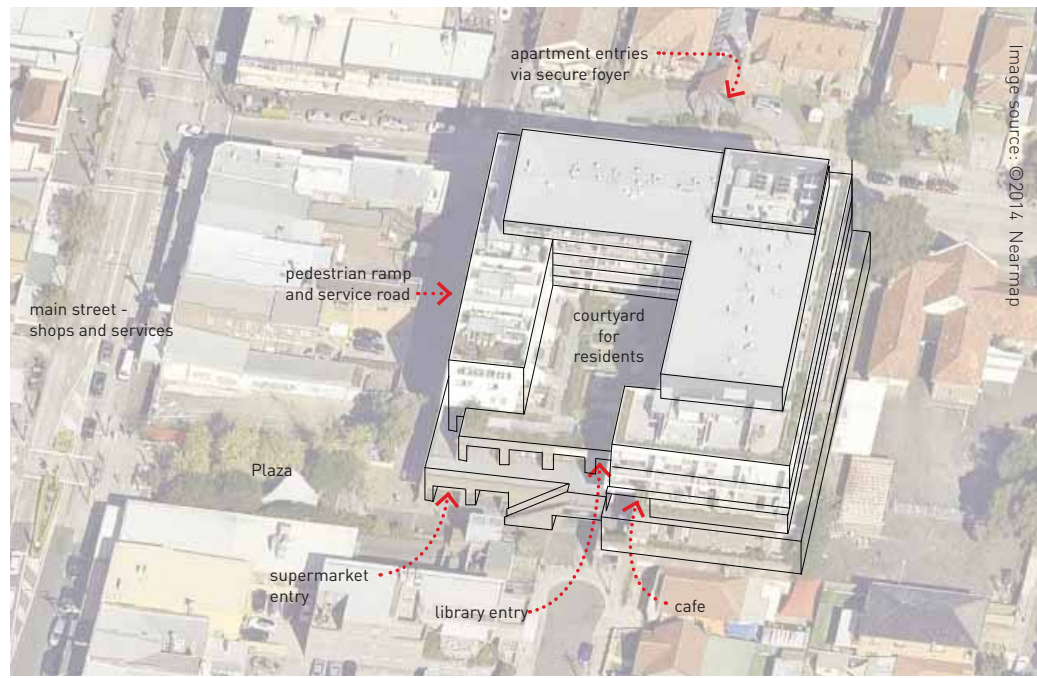 apartment entries
via secure foyer
Image source: ©2014 Nearmap
pedestrian ramp
and service road
main street -
shops and services
courtyard
for
residents
Plaza
supermarket
entry
library entry
cafe